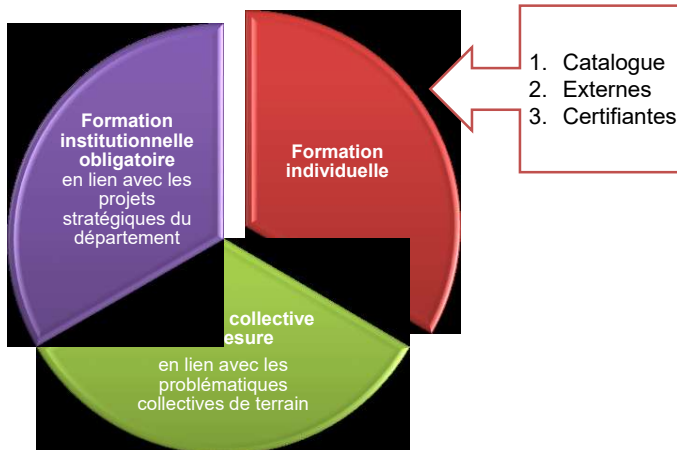 Formation
institutionnelle
obligatoire
en lien avec les
projets
stratégiques du
département
Formation
individuelle
1. Catalogue
2. Externes
3. Certifiantes
collective
en lien avec les
problématiques
collectives de terrain